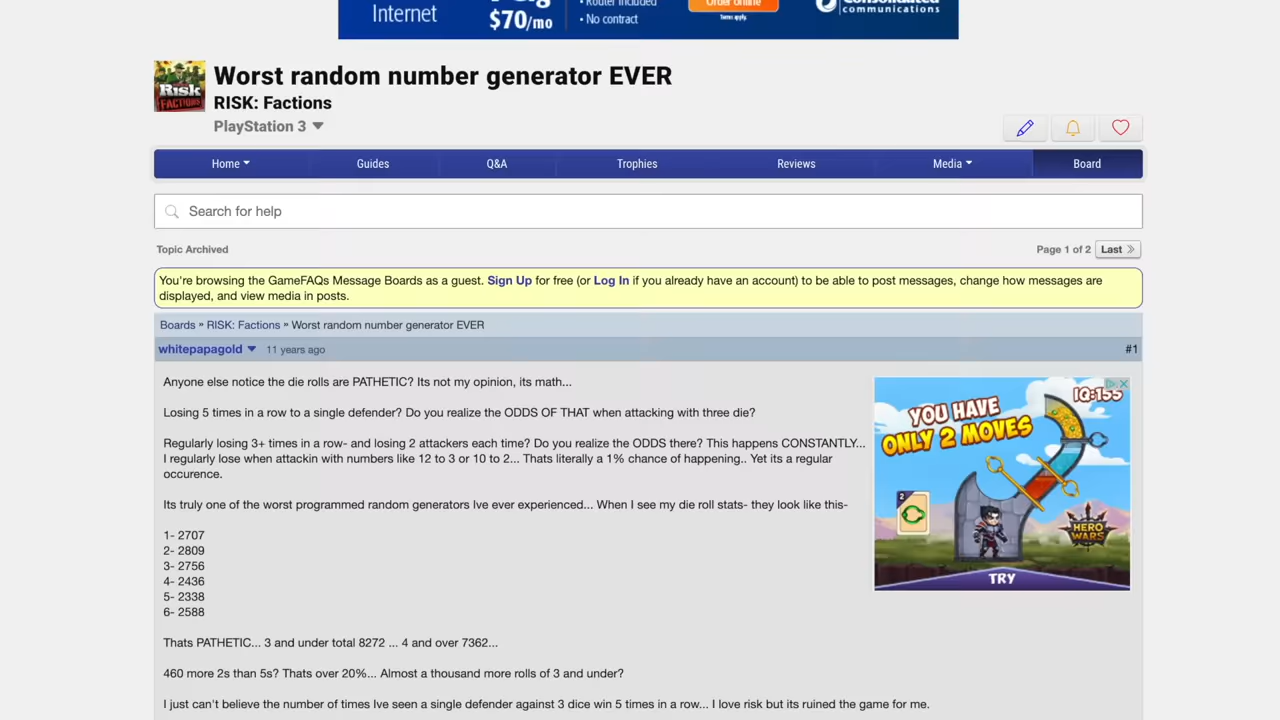 Internet
$70/mo
• Router included
• No contract
Order online
Terms apply.
Consolidated
communications
Risk
FACTIONS
Worst random number generator EVER
RISK: Factions
PlayStation 3
Home
Guides
Q&A
Trophies
Reviews
Media
Board
Search for help
Topic Archived
Page 1 of 2
Last
You're browsing the GameFAQs Message Boards as a guest. Sign Up for free (or Log In if you already have an account) to be able to post messages, change how messages are
displayed, and view media in posts.
Boards » RISK: Factions » Worst random number generator EVER
whitepapagold 11 years ago #1
Anyone else notice the die rolls are PATHETIC? Its not my opinion, its math...
Losing 5 times in a row to a single defender? Do you realize the ODDS OF THAT when attacking with three die?
Regularly losing 3+ times in a row- and losing 2 attackers each time? Do you realize the ODDS there? This happens CONSTANTLY...
I regularly lose when attackin with numbers like 12 to 3 or 10 to 2... Thats literally a 1% chance of happening.. Yet its a regular
occurence.
Its truly one of the worst programmed random generators Ive ever experienced... When I see my die roll stats- they look like this-
1- 2707
2- 2809
3- 2756
4- 2436
5- 2338
6- 2588
Thats PATHETIC... 3 and under total 8272 ... 4 and over 7362...
460 more 2s than 5s? Thats over 20%... Almost a thousand more rolls of 3 and under?
I just can't believe the number of times Ive seen a single defender against 3 dice win 5 times in a row... I love risk but its ruined the game for me.
IQ:155
YOU HAVE
ONLY 2 MOVES
2
HERO
WARS
TRY